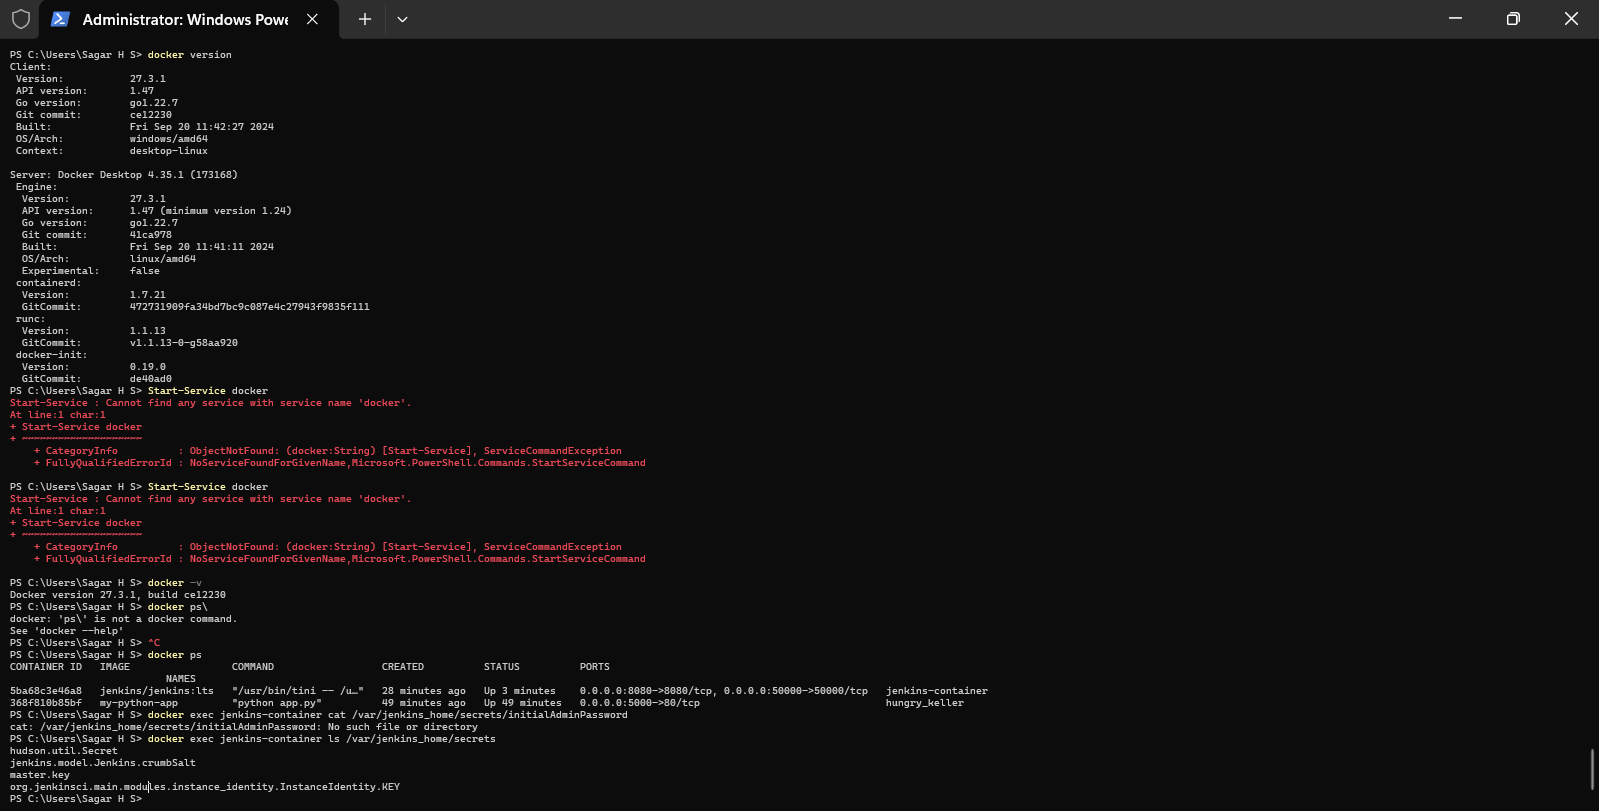 Administrator: Windows Powe
PS C:\Users\Sagar H S> docker version
Client:
 Version:           27.3.1
 API version:       1.47
 Go version:        go1.22.7
 Git commit:        ce12230
 Built:             Fri Sep 20 11:42:27 2024
 OS/Arch:           windows/amd64
 Context:           desktop-linux

Server: Docker Desktop 4.35.1 (173168)
 Engine:
  Version:          27.3.1
  API version:      1.47 (minimum version 1.24)
  Go version:       go1.22.7
  Git commit:       41ca978
  Built:            Fri Sep 20 11:41:11 2024
  OS/Arch:          linux/amd64
  Experimental:     false
 containerd:
  Version:          1.7.21
  GitCommit:        472731909fa34bd7bc9c087e4c27943f9835f111
 runc:
  Version:          1.1.13
  GitCommit:        v1.1.13-0-g58aa920
 docker-init:
  Version:          0.19.0
  GitCommit:        de40ad0
PS C:\Users\Sagar H S> Start-Service docker
Start-Service : Cannot find any service with service name 'docker'.
At line:1 char:1
+ Start-Service docker
+ ~~~~~~~~~~~~~~~~~~~~
    + CategoryInfo          : ObjectNotFound: (docker:String) [Start-Service], ServiceCommandException
    + FullyQualifiedErrorId : NoServiceFoundForGivenName,Microsoft.PowerShell.Commands.StartServiceCommand

PS C:\Users\Sagar H S> Start-Service docker
Start-Service : Cannot find any service with service name 'docker'.
At line:1 char:1
+ Start-Service docker
+ ~~~~~~~~~~~~~~~~~~~~
    + CategoryInfo          : ObjectNotFound: (docker:String) [Start-Service], ServiceCommandException
    + FullyQualifiedErrorId : NoServiceFoundForGivenName,Microsoft.PowerShell.Commands.StartServiceCommand

PS C:\Users\Sagar H S> docker -v
Docker version 27.3.1, build ce12230
PS C:\Users\Sagar H S> docker ps\
docker: 'ps\' is not a docker command.
See 'docker --help'
PS C:\Users\Sagar H S> ^C
PS C:\Users\Sagar H S> docker ps
CONTAINER ID   IMAGE                 COMMAND                  CREATED          STATUS          PORTS
                          NAMES
5ba68c3e46a8   jenkins/jenkins:lts   "/usr/bin/tini -- /u…"   28 minutes ago   Up 3 minutes    0.0.0.0:8080->8080/tcp, 0.0.0.0:50000->50000/tcp   jenkins-container
368f810b85bf   my-python-app         "python app.py"          49 minutes ago   Up 49 minutes   0.0.0.0:5000->80/tcp                               hungry_keller
PS C:\Users\Sagar H S> docker exec jenkins-container cat /var/jenkins_home/secrets/initialAdminPassword
cat: /var/jenkins_home/secrets/initialAdminPassword: No such file or directory
PS C:\Users\Sagar H S> docker exec jenkins-container ls /var/jenkins_home/secrets
hudson.util.Secret
jenkins.model.Jenkins.crumbSalt
master.key
org.jenkinsci.main.modules.instance_identity.InstanceIdentity.KEY
PS C:\Users\Sagar H S>